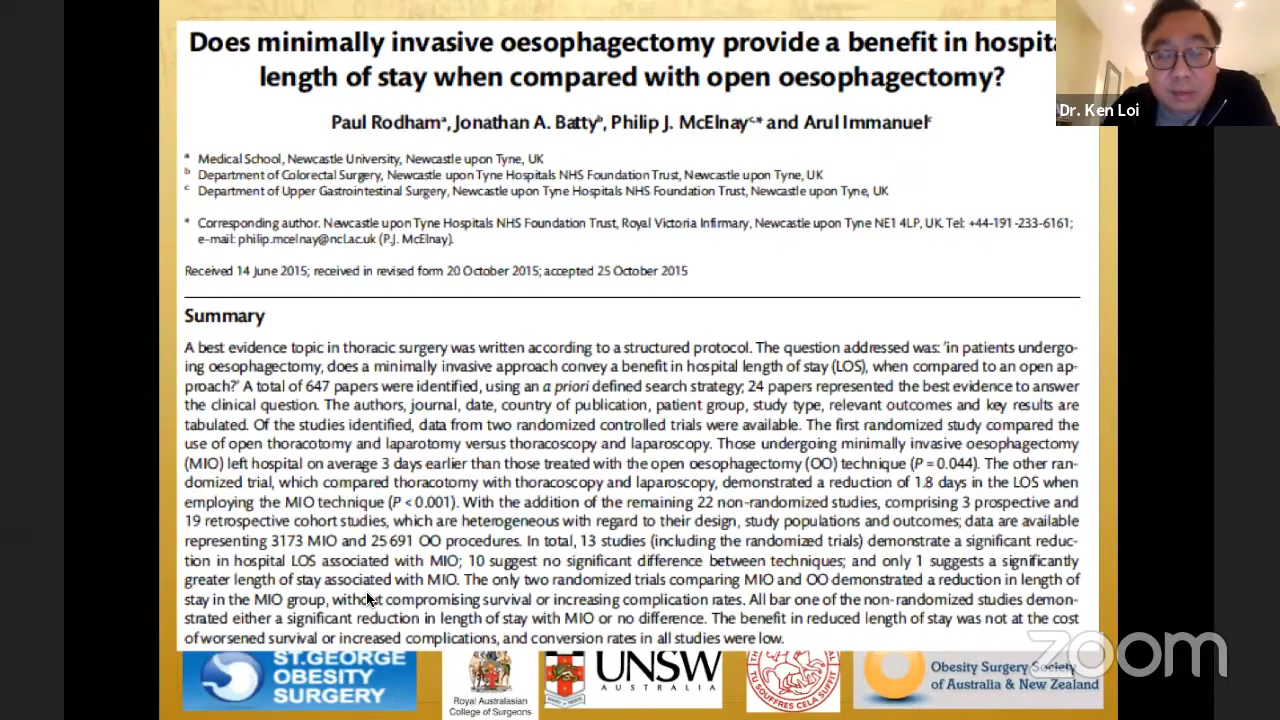 Does minimally invasive oesophagectomy provide a benefit in hospita
length of stay when compared with open oesophagectomy?
Dr. Ken Loi
Paul Rodhamᵃ, Jonathan A. Battyᵇ, Philip J. McElnayᶜ,* and Arul Immanuelᶜ
a Medical School, Newcastle University, Newcastle upon Tyne, UK
b Department of Colorectal Surgery, Newcastle upon Tyne Hospitals NHS Foundation Trust, Newcastle upon Tyne, UK
c Department of Upper Gastrointestinal Surgery, Newcastle upon Tyne Hospitals NHS Foundation Trust, Newcastle upon Tyne, UK
* Corresponding author. Newcastle upon Tyne Hospitals NHS Foundation Trust, Royal Victoria Infirmary, Newcastle upon Tyne NE1 4LP, UK. Tel: +44-191-233-6161;
e-mail: philip.mcelnay@ncl.ac.uk (P.J. McElnay).
Received 14 June 2015; received in revised form 20 October 2015; accepted 25 October 2015
Summary
A best evidence topic in thoracic surgery was written according to a structured protocol. The question addressed was: 'in patients undergo-
ing oesophagectomy, does a minimally invasive approach convey a benefit in hospital length of stay (LOS), when compared to an open ap-
proach?' A total of 647 papers were identified, using an a priori defined search strategy; 24 papers represented the best evidence to answer
the clinical question. The authors, journal, date, country of publication, patient group, study type, relevant outcomes and key results are
tabulated. Of the studies identified, data from two randomized controlled trials were available. The first randomized study compared the
use of open thoracotomy and laparotomy versus thoracoscopy and laparoscopy. Those undergoing minimally invasive oesophagectomy
(MIO) left hospital on average 3 days earlier than those treated with the open oesophagectomy (OO) technique (P = 0.044). The other ran-
domized trial, which compared thoracotomy with thoracoscopy and laparoscopy, demonstrated a reduction of 1.8 days in the LOS when
employing the MIO technique (P < 0.001). With the addition of the remaining 22 non-randomized studies, comprising 3 prospective and
19 retrospective cohort studies, which are heterogeneous with regard to their design, study populations and outcomes; data are available
representing 3173 MIO and 25 691 OO procedures. In total, 13 studies (including the randomized trials) demonstrate a significant reduc-
tion in hospital LOS associated with MIO; 10 suggest no significant difference between techniques; and only 1 suggests a significantly
greater length of stay associated with MIO. The only two randomized trials comparing MIO and OO demonstrated a reduction in length of
stay in the MIO group, without compromising survival or increasing complication rates. All bar one of the non-randomized studies demon-
strated either a significant reduction in length of stay with MIO or no difference. The benefit in reduced length of stay was not at the cost
of worsened survival or increased complications, and conversion rates in all studies were low.
ST.GEORGE
OBESITY
SURGERY
Royal Australasian
College of Surgeons
UNSW
AUSTRALIA
TU SOUFFRES CELA SUFFIT
Obesity Surgery Society
of Australia & New Zealand
zoom